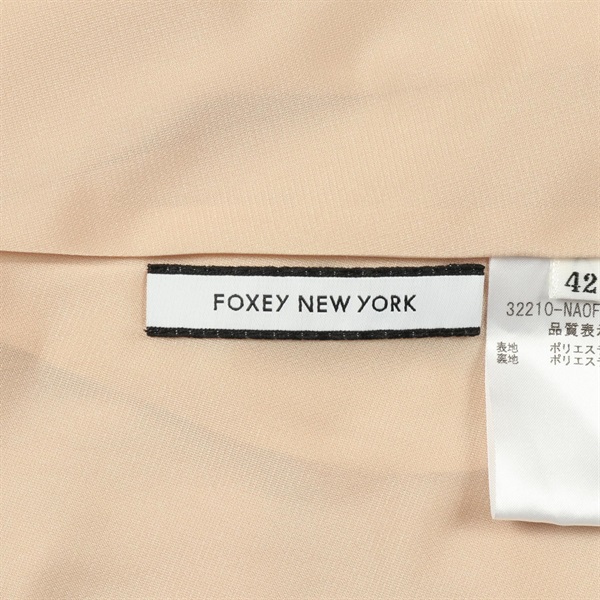 FOXEY NEW YORK
42
32210-NAOF
品質表
表地 ポリエス
裏地 ポリエス